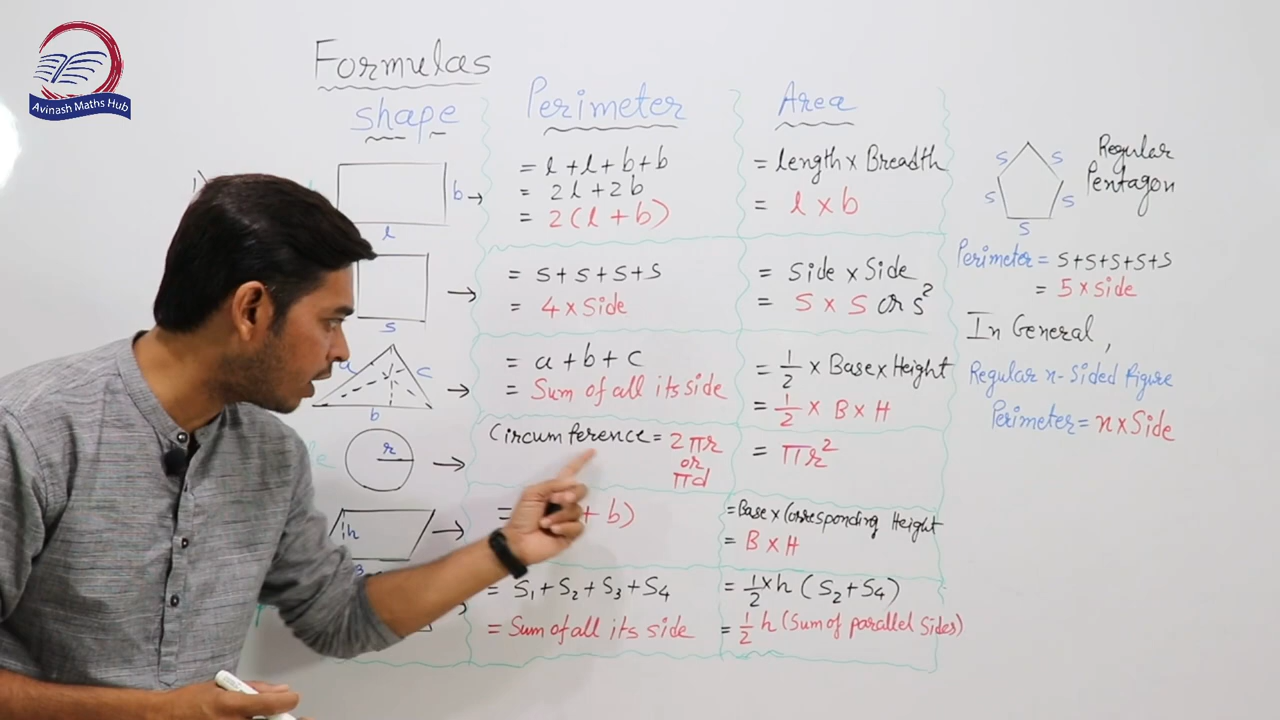 Avinash Maths Hub
Formulas
Shape Perimeter Area
b
l
= l + l + b + b
= 2l + 2b
= 2(l + b)
= length x Breadth
= l x b
s
= s + s + s + s
= 4 x Side
= Side x Side
= S x S or s²
a c
b
= a + b + c
= Sum of all its side
= 1/2 x Base x Height
= 1/2 x B x H
r
Circumference = 2πr
or
πd
= πr²
h
+ b)
= Base x Corresponding Height
= B x H
= S₁ + S₂ + S₃ + S₄
= Sum of all its side
= 1/2 x h (S₂ + S₄)
= 1/2 h (Sum of parallel sides)
s s
s s
s
Regular
Pentagon
Perimeter = s+s+s+s+s
= 5 x side
In General,
Regular n-Sided figure
Perimeter = n x Side